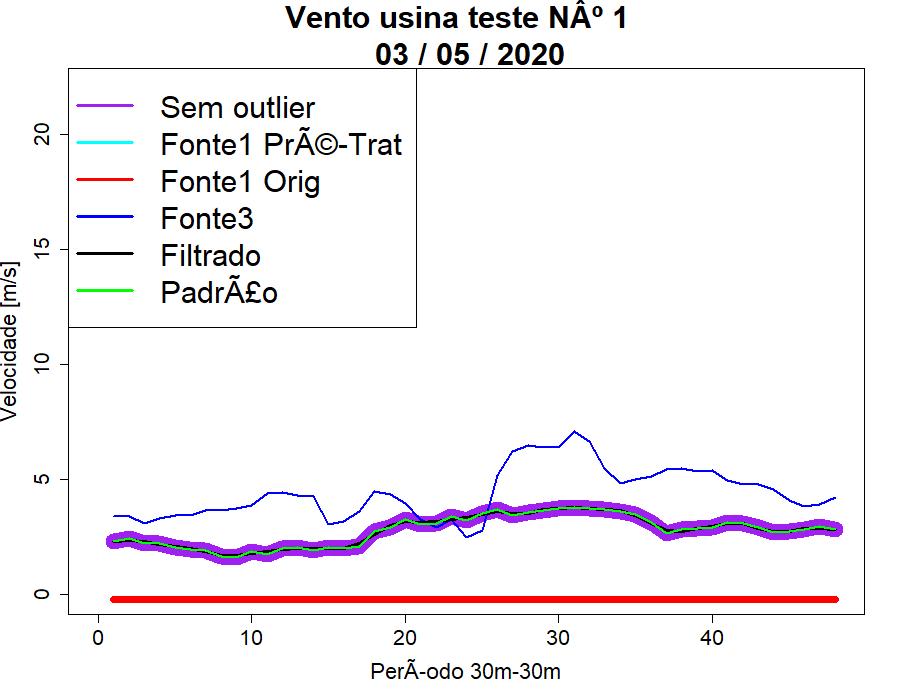 Vento usina teste NÂº 1
03 / 05 / 2020
Sem outlier
Fonte1 PrÃ©-Trat
Fonte1 Orig
Fonte3
Filtrado
PadrÃ£o
Velocidade [m/s]
20
15
10
5
0
0 10 20 30 40
PerÃ-odo 30m-30m